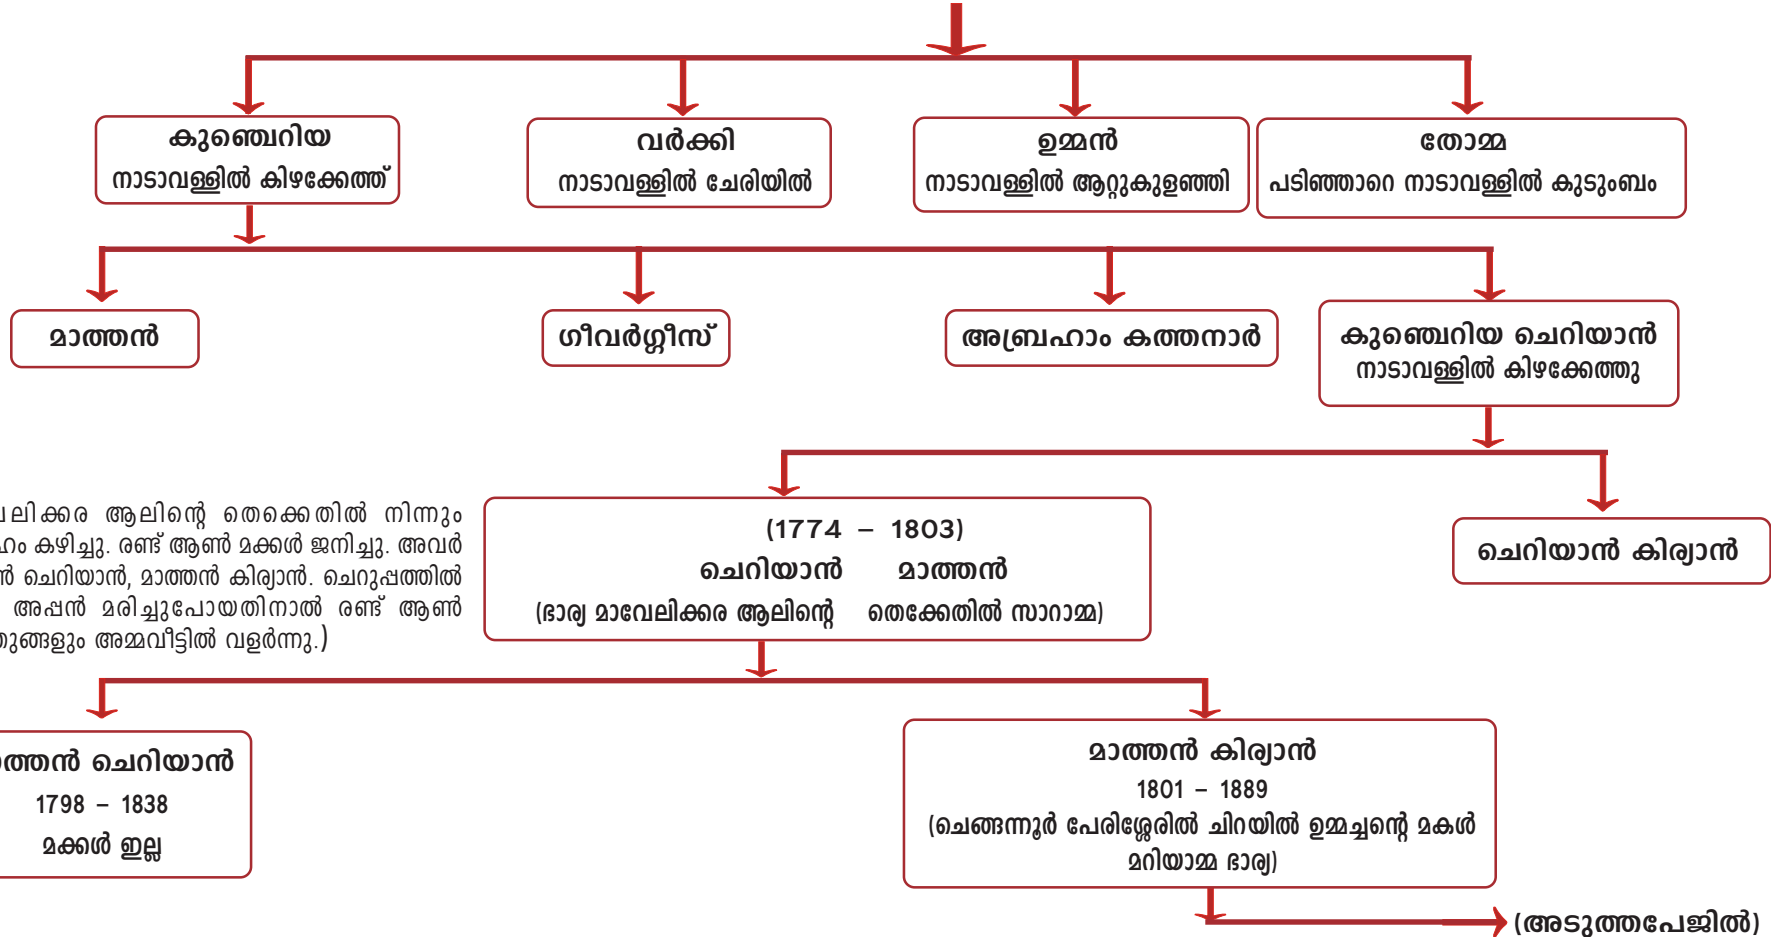 കുഞ്ചെറിയ
നാടാവള്ളിൽ കിഴക്കേത്ത്
വർക്കി
നാടാവള്ളിൽ ചേരിയിൽ
ഉമ്മൻ
നാടാവള്ളിൽ ആറ്റുകുളഞ്ഞി
തോമ്മ
പടിഞ്ഞാറെ നാടാവള്ളിൽ കുടുംബം
മാത്തൻ
ഗീവർഗ്ഗീസ്
അബ്രഹാം കത്തനാർ
കുഞ്ചെറിയ ചെറിയാൻ
നാടാവള്ളിൽ കിഴക്കേത്തു
വലിക്കര ആലിന്റെ തെക്കെതിൽ നിന്നും
ഹം കഴിച്ചു. രണ്ട് ആൺ മക്കൾ ജനിച്ചു. അവർ
ൻ ചെറിയാൻ, മാത്തൻ കിര്യാൻ. ചെറുപ്പത്തിൽ
അപ്പൻ മരിച്ചുപോയതിനാൽ രണ്ട് ആൺ
തുങ്ങളും അമ്മവീട്ടിൽ വളർന്നു.)
(1774 – 1803)
ചെറിയാൻ മാത്തൻ
(ഭാര്യ മാവേലിക്കര ആലിന്റെ തെക്കേതിൽ സാറാമ്മ)
ചെറിയാൻ കിര്യാൻ
ത്തൻ ചെറിയാൻ
1798 – 1838
മക്കൾ ഇല്ല
മാത്തൻ കിര്യാൻ
1801 – 1889
(ചെങ്ങന്നൂർ പേരിശ്ശേരിൽ ചിറയിൽ ഉമ്മച്ചന്റെ മകൾ
മറിയാമ്മ ഭാര്യ)
(അടുത്തപേജിൽ)